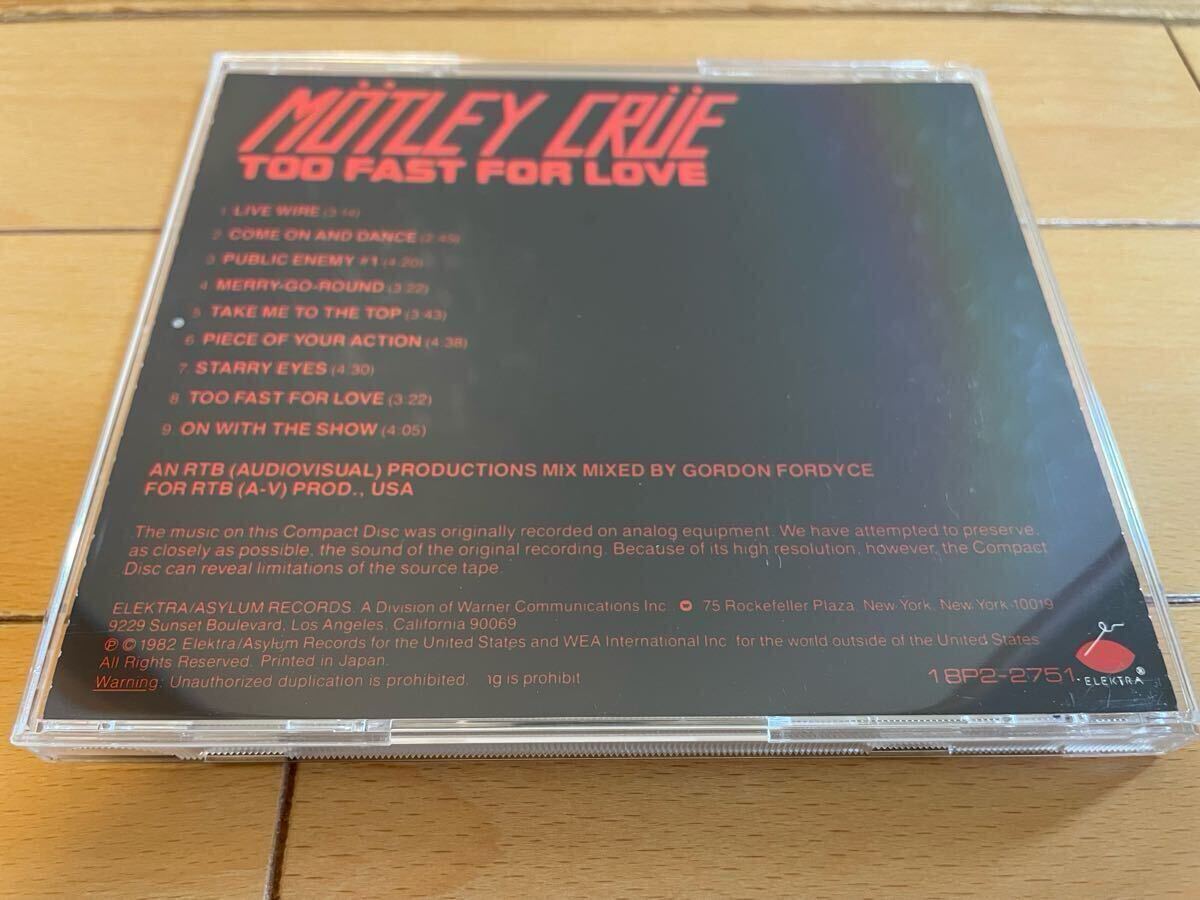 MÖTLEY CRÜE
TOO FAST FOR LOVE
1 LIVE WIRE (3:14)
2. COME ON AND DANCE (2:45)
3 PUBLIC ENEMY #1 (4:20)
4 MERRY-GO-ROUND (3:22)
5 TAKE ME TO THE TOP (3:43)
6 PIECE OF YOUR ACTION (4:38)
7 STARRY EYES (4:30)
8 TOO FAST FOR LOVE (3:22)
9 ON WITH THE SHOW (4:05)
AN RTB (AUDIOVISUAL) PRODUCTIONS MIX MIXED BY GORDON FORDYCE
FOR RTB (A-V) PROD., USA
The music on this Compact Disc was originally recorded on analog equipment. We have attempted to preserve,
as closely as possible, the sound of the original recording. Because of its high resolution, however, the Compact
Disc can reveal limitations of the source tape.
ELEKTRA/ASYLUM RECORDS. A Division of Warner Communications Inc. 75 Rockefeller Plaza, New York, New York 10019
9229 Sunset Boulevard, Los Angeles, California 90069
℗ © 1982 Elektra/Asylum Records for the United States and WEA International Inc. for the world outside of the United States
All Rights Reserved. Printed in Japan.
Warning: Unauthorized duplication is prohibited. ng is prohibit
18P2-2751
ELEKTRA®